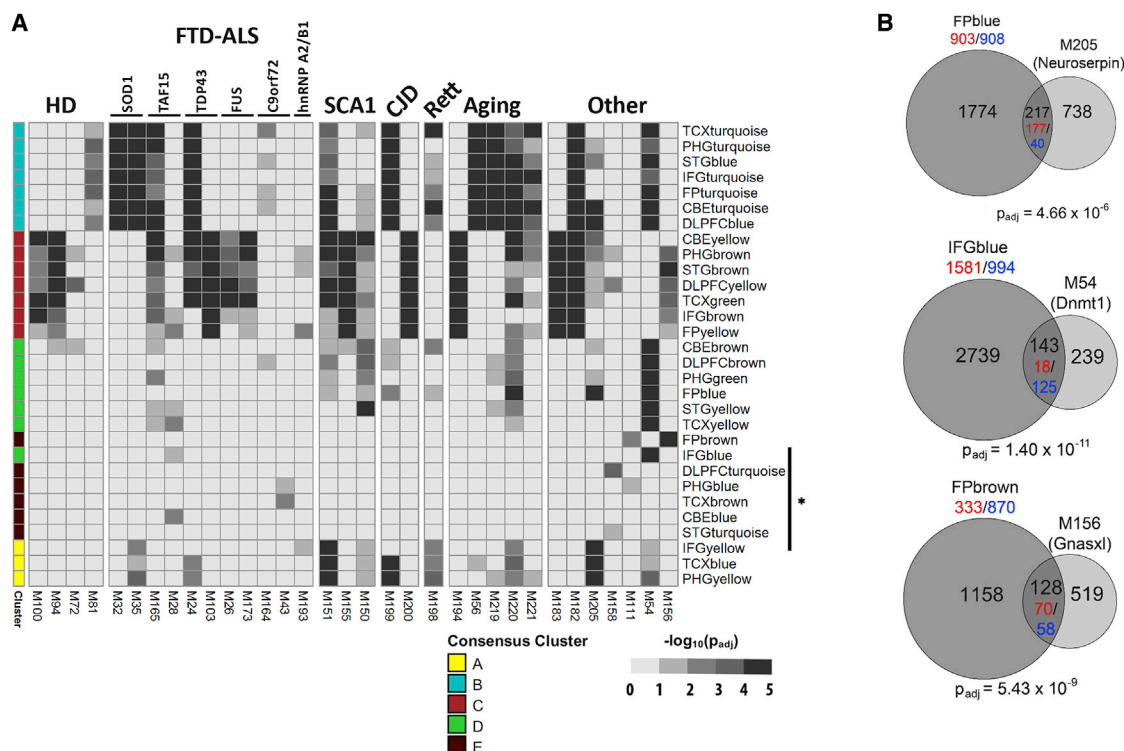 A
FTD-ALS
HD
SOD1
TAF15
TDP43
FUS
C9orf72
hnRNP A2/B1
SCA1
CJD
Rett
Aging
Other
TCXturquoise
PHGturquoise
STGblue
IFGturquoise
FPturquoise
CBEturquoise
DLPFCblue
CBEyellow
PHGbrown
STGbrown
DLPFCyellow
TCXgreen
IFGbrown
FPyellow
CBEbrown
DLPFCbrown
PHGgreen
FPblue
STGyellow
TCXyellow
FPbrown
IFGblue
DLPFCturquoise
PHGblue
TCXbrown
CBEblue
STGturquoise
IFGyellow
TCXblue
PHGyellow
*
Cluster
M100
M94
M72
M81
M32
M35
M165
M28
M24
M103
M26
M173
M164
M43
M193
M151
M155
M150
M199
M200
M198
M194
M56
M219
M220
M221
M183
M182
M205
M158
M111
M54
M156
Consensus Cluster
A
B
C
D
E
-log10(padj)
0 1 2 3 4 5
B
FPblue
903/908
M205
(Neuroserpin)
1774
217
177/
40
738
padj = 4.66 x 10-6
IFGblue
1581/994
M54
(Dnmt1)
2739
143
18/
125
239
padj = 1.40 x 10-11
FPbrown
333/870
M156
(Gnasxl)
1158
128
70/
58
519
padj = 5.43 x 10-9